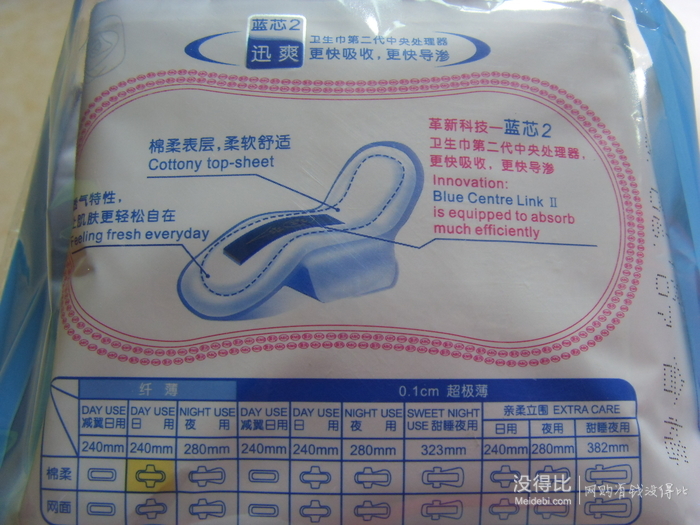 蓝芯2
迅爽
卫生巾第二代中央处理器
更快吸收，更快导渗
棉柔表层，柔软舒适
Cottony top-sheet
气特性，
肌肤更轻松自在
Feeling fresh everyday
革新科技—蓝芯2
卫生巾第二代中央处理器，
更快吸收，更快导渗
Innovation:
Blue Centre Link Ⅱ
is equipped to absorb
much efficiently
纤薄 0.1cm 超极薄
DAY USE DAY USE NIGHT USE DAY USE DAY USE NIGHT USE SWEET NIGHT 亲柔立围 EXTRA CARE
减翼日用 日用 夜用 减翼日用 日用 夜用 USE 甜睡夜用 日用 夜用 甜睡夜用
240mm 240mm 280mm 240mm 240mm 280mm 323mm 240mm 280mm 382mm
棉柔
网面
没得比
Meidebi.com
网购省钱没得比